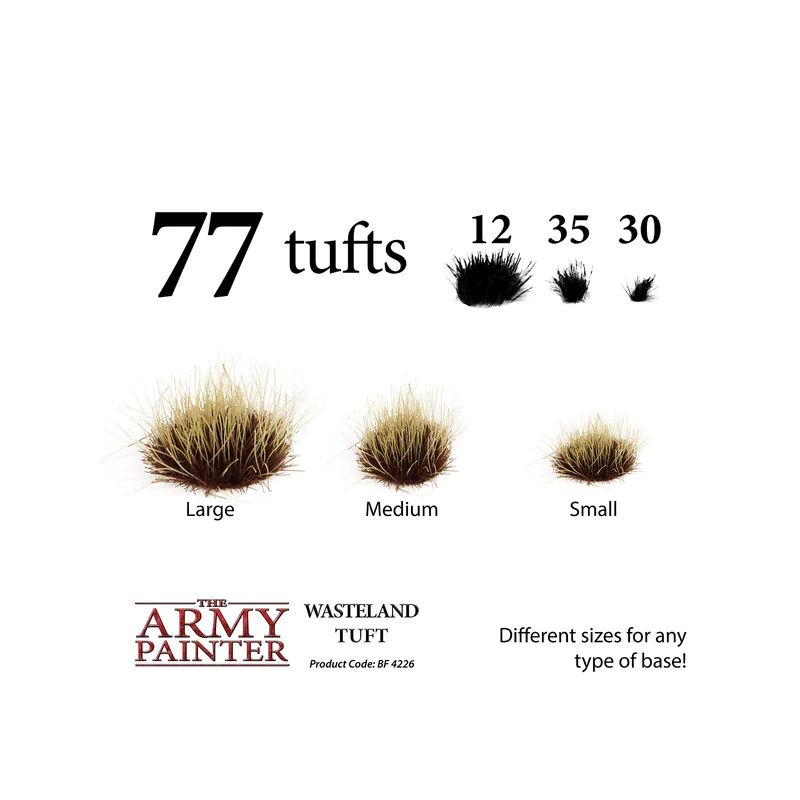 77 tufts
12 35 30
Large Medium Small
THE
ARMY
PAINTER
WASTELAND
TUFT
Product Code: BF 4226
Different sizes for any
type of base!